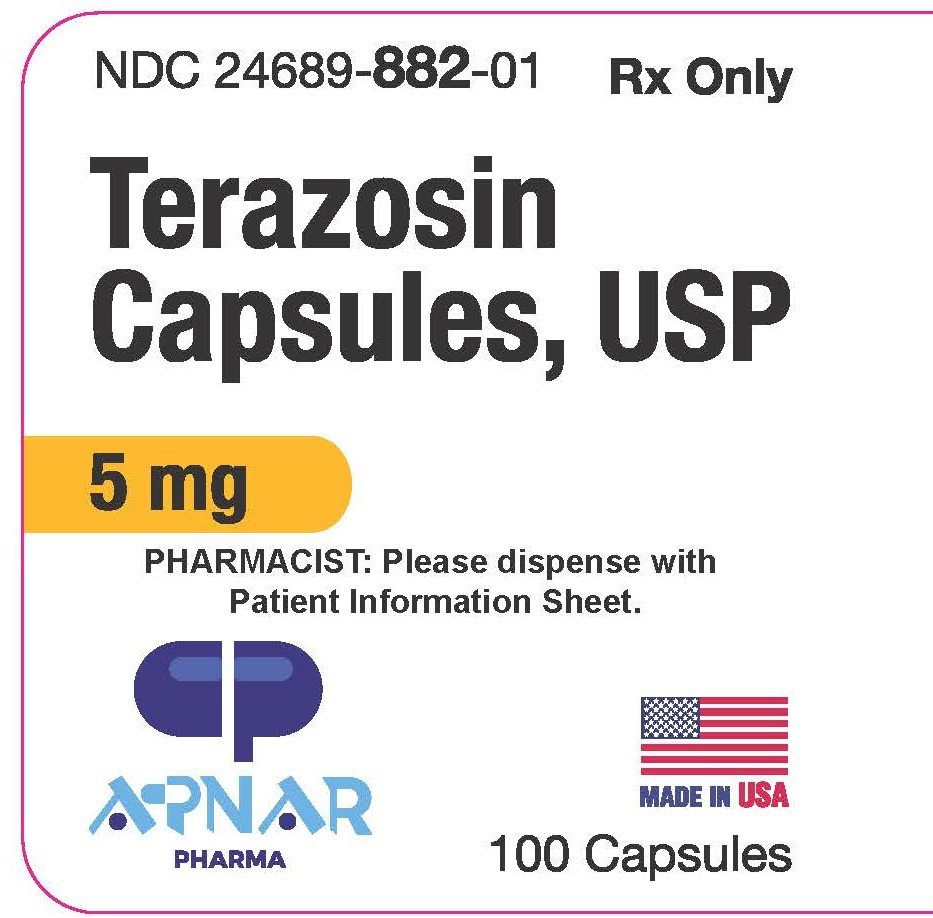 NDC 24689-882-01 Rx Only
Terazosin
Capsules, USP
5 mg
PHARMACIST: Please dispense with
Patient Information Sheet.
APNAR
PHARMA
MADE IN USA
100 Capsules